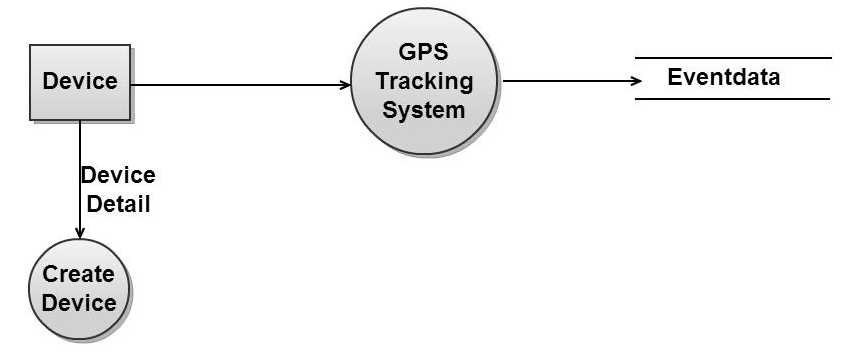 GPS
Tracking
System
Device
Eventdata
Device
Detail
Create
Device